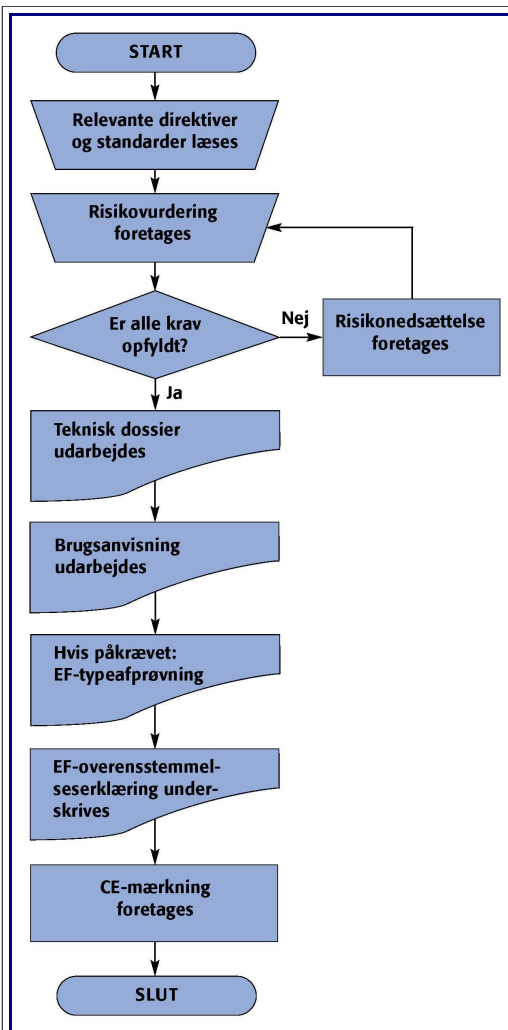 START
Relevante direktiver
og standarder læses
Risikovurdering
foretages
Er alle krav
opfyldt?
Nej
Risikonedsættelse
foretages
Ja
Teknisk dossier
udarbejdes
Brugsanvisning
udarbejdes
Hvis påkrævet:
EF-typeafprøvning
EF-overensstemmel-
seserklæring under-
skrives
CE-mærkning
foretages
SLUT